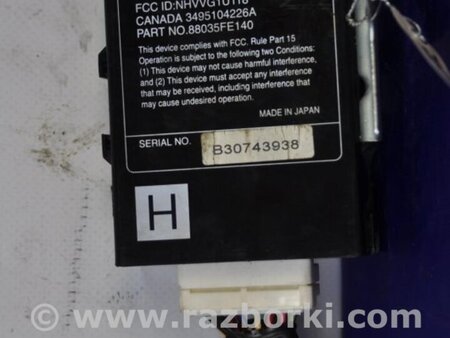 CANADA 3495104226A
PART NO.88035FE140
This device complies with FCC. Rule Part 15
Operation is subject to the following two Conditions:
(1) This device may not cause harmful interference,
and (2) This device must accept any interference
that may be received, including interference that
may cause undesired operation.
MADE IN JAPAN
SERIAL NO.
B30743938
H
www.razborki.com